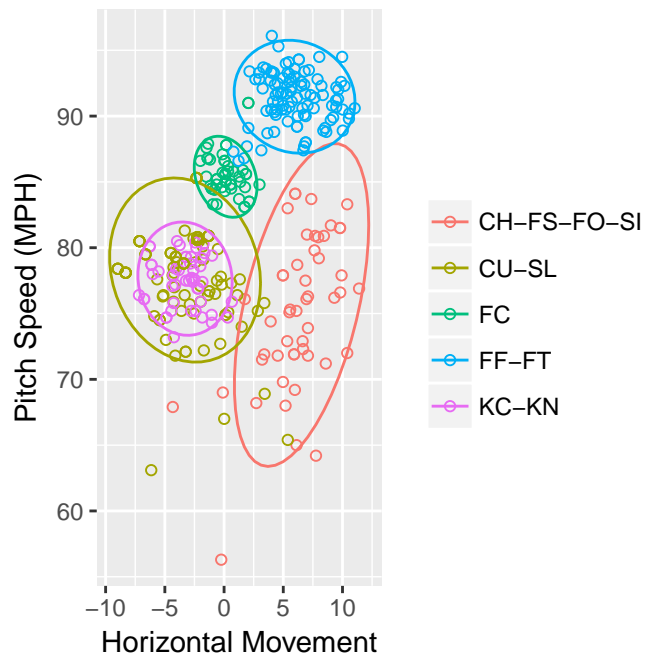 90
80
70
60
−10 −5 0 5 10
Pitch Speed (MPH)
Horizontal Movement
CH−FS−FO−SI
CU−SL
FC
FF−FT
KC−KN